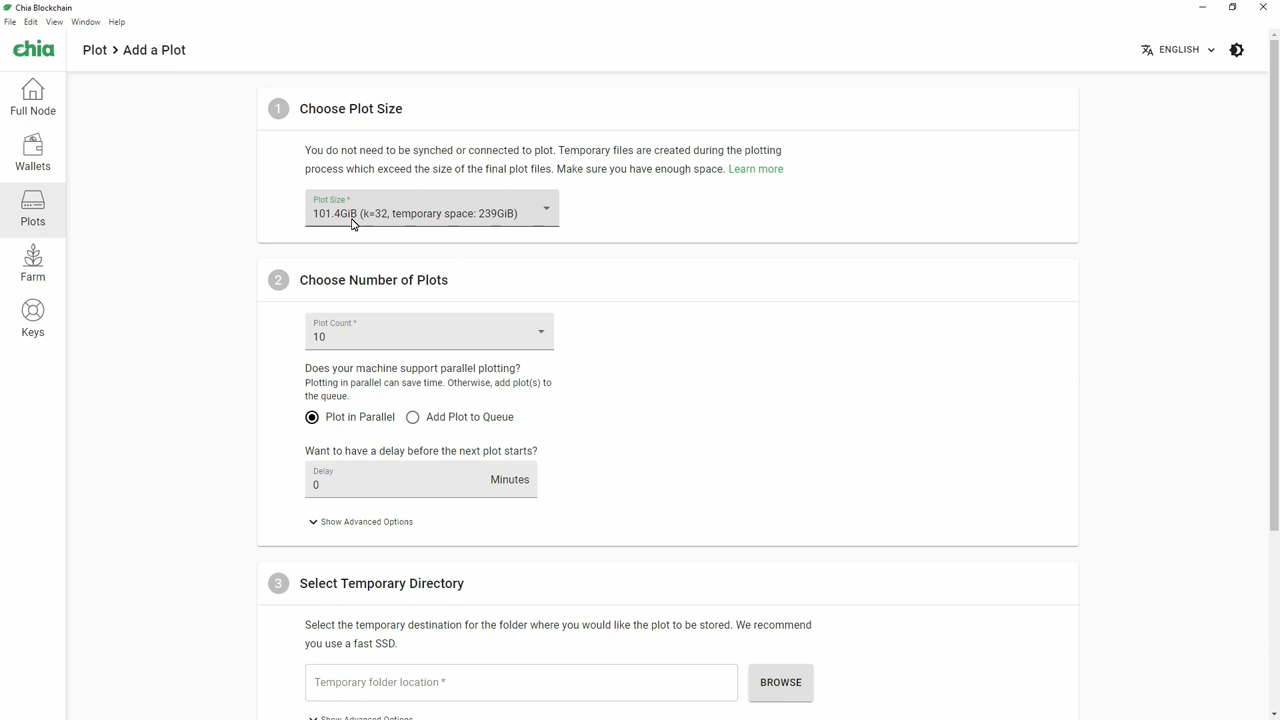 Chia Blockchain
File Edit View Window Help
chia
Plot > Add a Plot
ENGLISH
Full Node
Wallets
Plots
Farm
Keys
1 Choose Plot Size
You do not need to be synched or connected to plot. Temporary files are created during the plotting
process which exceed the size of the final plot files. Make sure you have enough space. Learn more
Plot Size *
101.4GiB (k=32, temporary space: 239GiB)
2 Choose Number of Plots
Plot Count *
10
Does your machine support parallel plotting?
Plotting in parallel can save time. Otherwise, add plot(s) to
the queue.
Plot in Parallel Add Plot to Queue
Want to have a delay before the next plot starts?
Delay
0 Minutes
Show Advanced Options
3 Select Temporary Directory
Select the temporary destination for the folder where you would like the plot to be stored. We recommend
you use a fast SSD.
Temporary folder location * BROWSE
Show Advanced Options